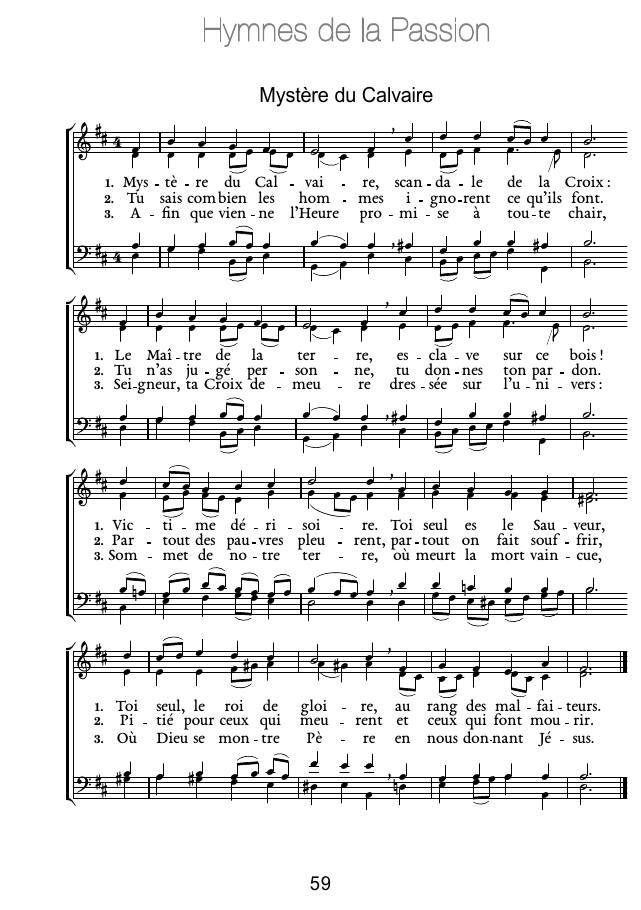 Hymnes de la Passion
Mystère du Calvaire
1. Mys - tè - re du Cal - vai - re, scan - da - le de la Croix :
2. Tu sais com bien les hom - mes i - gno-rent ce qu'ils font.
3. A - fin que vien - ne l'Heure pro - mi - se à tou - te chair,
1. Le Maî - tre de la ter - re, es - cla - ve sur ce bois !
2. Tu n'as ju - gé per - son - ne, tu don - nes ton par - don.
3. Sei - gneur, ta Croix de - meu - re dres - sée sur l'u - ni - vers :
1. Vic - ti - me dé - ri - soi - re. Toi seul es le Sau - veur,
2. Par - tout des pau - vres pleu - rent, par - tout on fait souf - frir,
3. Som - met de no - tre ter - re, où meurt la mort vain - cue,
1. Toi seul, le roi de gloi - re, au rang des mal - fai - teurs.
2. Pi - tié pour ceux qui meu - rent et ceux qui font mou - rir.
3. Où Dieu se mon - tre Pè - re en nous don - nant Jé - sus.
59